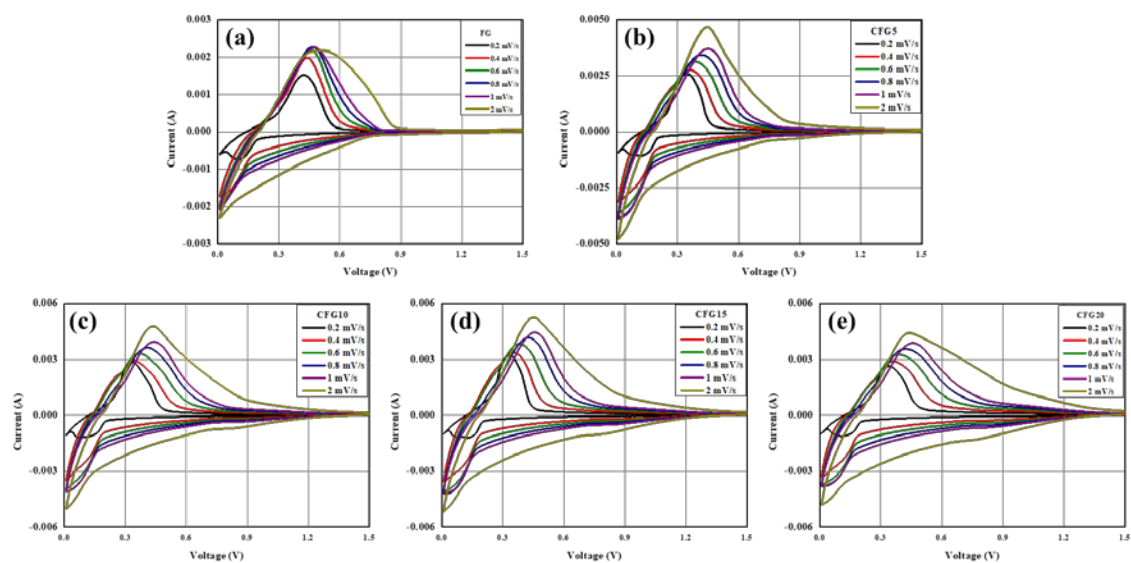 (a)
FG
0.2 mV/s
0.4 mV/s
0.6 mV/s
0.8 mV/s
1 mV/s
2 mV/s
Current (A)
0.003
0.002
0.001
0.000
-0.001
-0.002
-0.003
0.0 0.3 0.6 0.9 1.2 1.5
Voltage (V)
(b)
CFG5
0.2 mV/s
0.4 mV/s
0.6 mV/s
0.8 mV/s
1 mV/s
2 mV/s
Current (A)
0.0050
0.0025
0.0000
-0.0025
-0.0050
0.0 0.3 0.6 0.9 1.2 1.5
Voltage (V)
(c)
CFG10
0.2 mV/s
0.4 mV/s
0.6 mV/s
0.8 mV/s
1 mV/s
2 mV/s
Current (A)
0.006
0.003
0.000
-0.003
-0.006
0.0 0.3 0.6 0.9 1.2 1.5
Voltage (V)
(d)
CFG15
0.2 mV/s
0.4 mV/s
0.6 mV/s
0.8 mV/s
1 mV/s
2 mV/s
Current (A)
0.006
0.003
0.000
-0.003
-0.006
0.0 0.3 0.6 0.9 1.2 1.5
Voltage (V)
(e)
CFG20
0.2 mV/s
0.4 mV/s
0.6 mV/s
0.8 mV/s
1 mV/s
2 mV/s
Current (A)
0.006
0.003
0.000
-0.003
-0.006
0.0 0.3 0.6 0.9 1.2 1.5
Voltage (V)